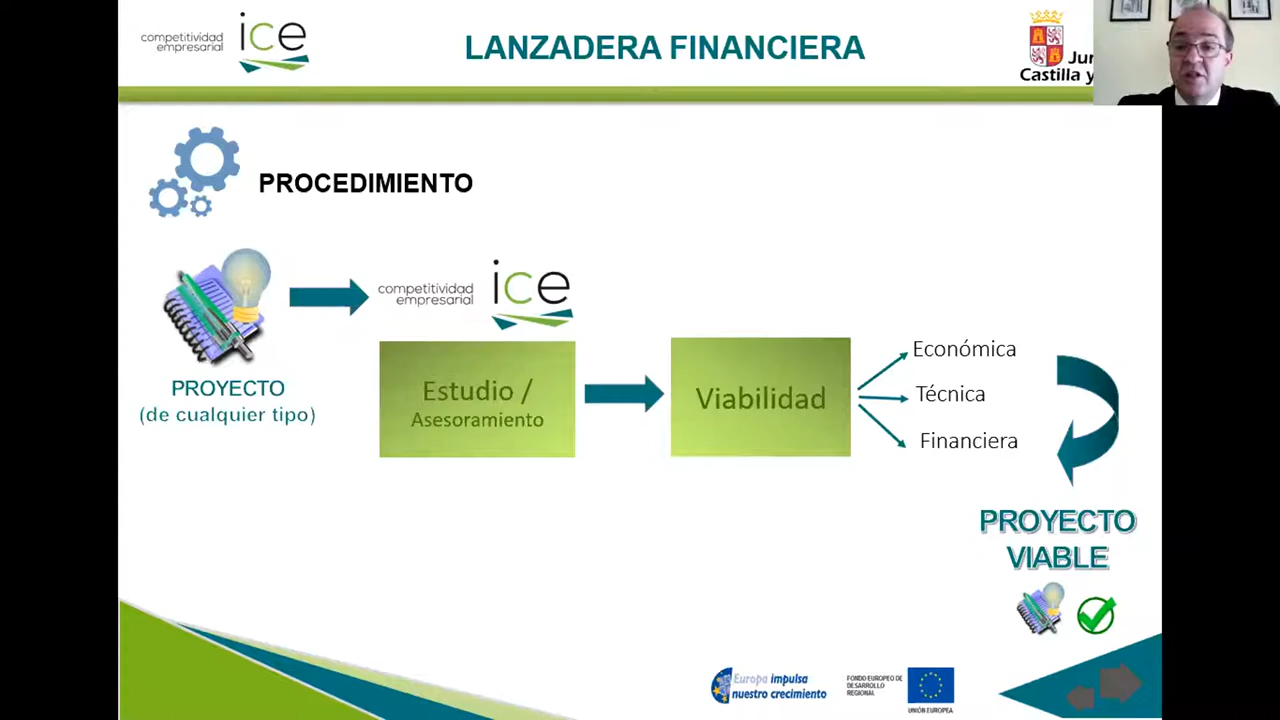 competitividad
empresarial
ice
LANZADERA FINANCIERA
Castilla y
PROCEDIMIENTO
competitividad
empresarial
ice
PROYECTO
(de cualquier tipo)
Estudio /
Asesoramiento
Viabilidad
Económica
Técnica
Financiera
PROYECTO
VIABLE
Europa impulsa
nuestro crecimiento
FONDO EUROPEO DE
DESARROLLO
REGIONAL
UNIÓN EUROPEA